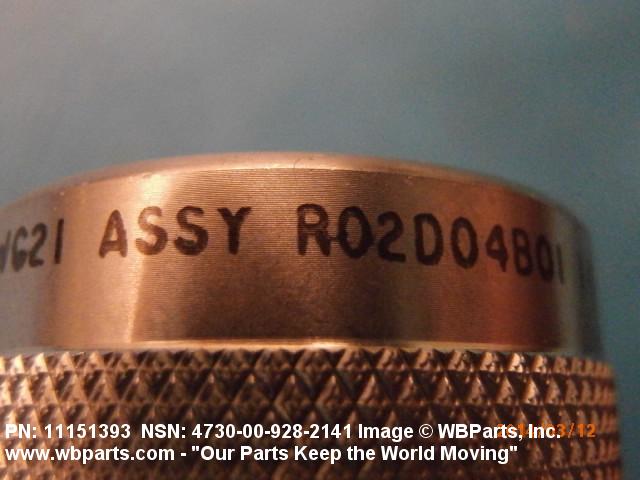 VG21 ASSY R02D04B01
PN: 11151393 NSN: 4730-00-928-2141 Image © WBParts, Inc.
www.wbparts.com - "Our Parts Keep the World Moving"